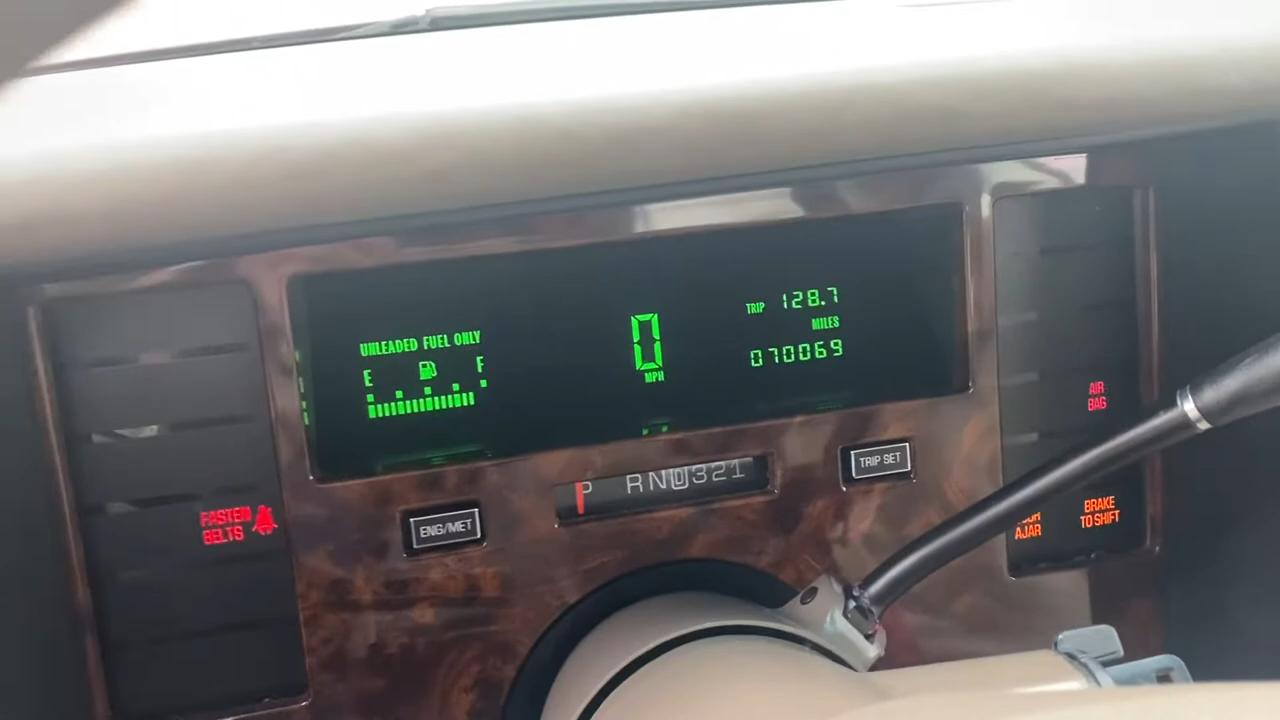 UNLEADED FUEL ONLY
E F
0
MPH
TRIP 128.7
MILES
070069
P RND321
TRIP SET
ENG/MET
FASTEN
BELTS
AIR
BAG
AJAR
BRAKE
TO SHIFT